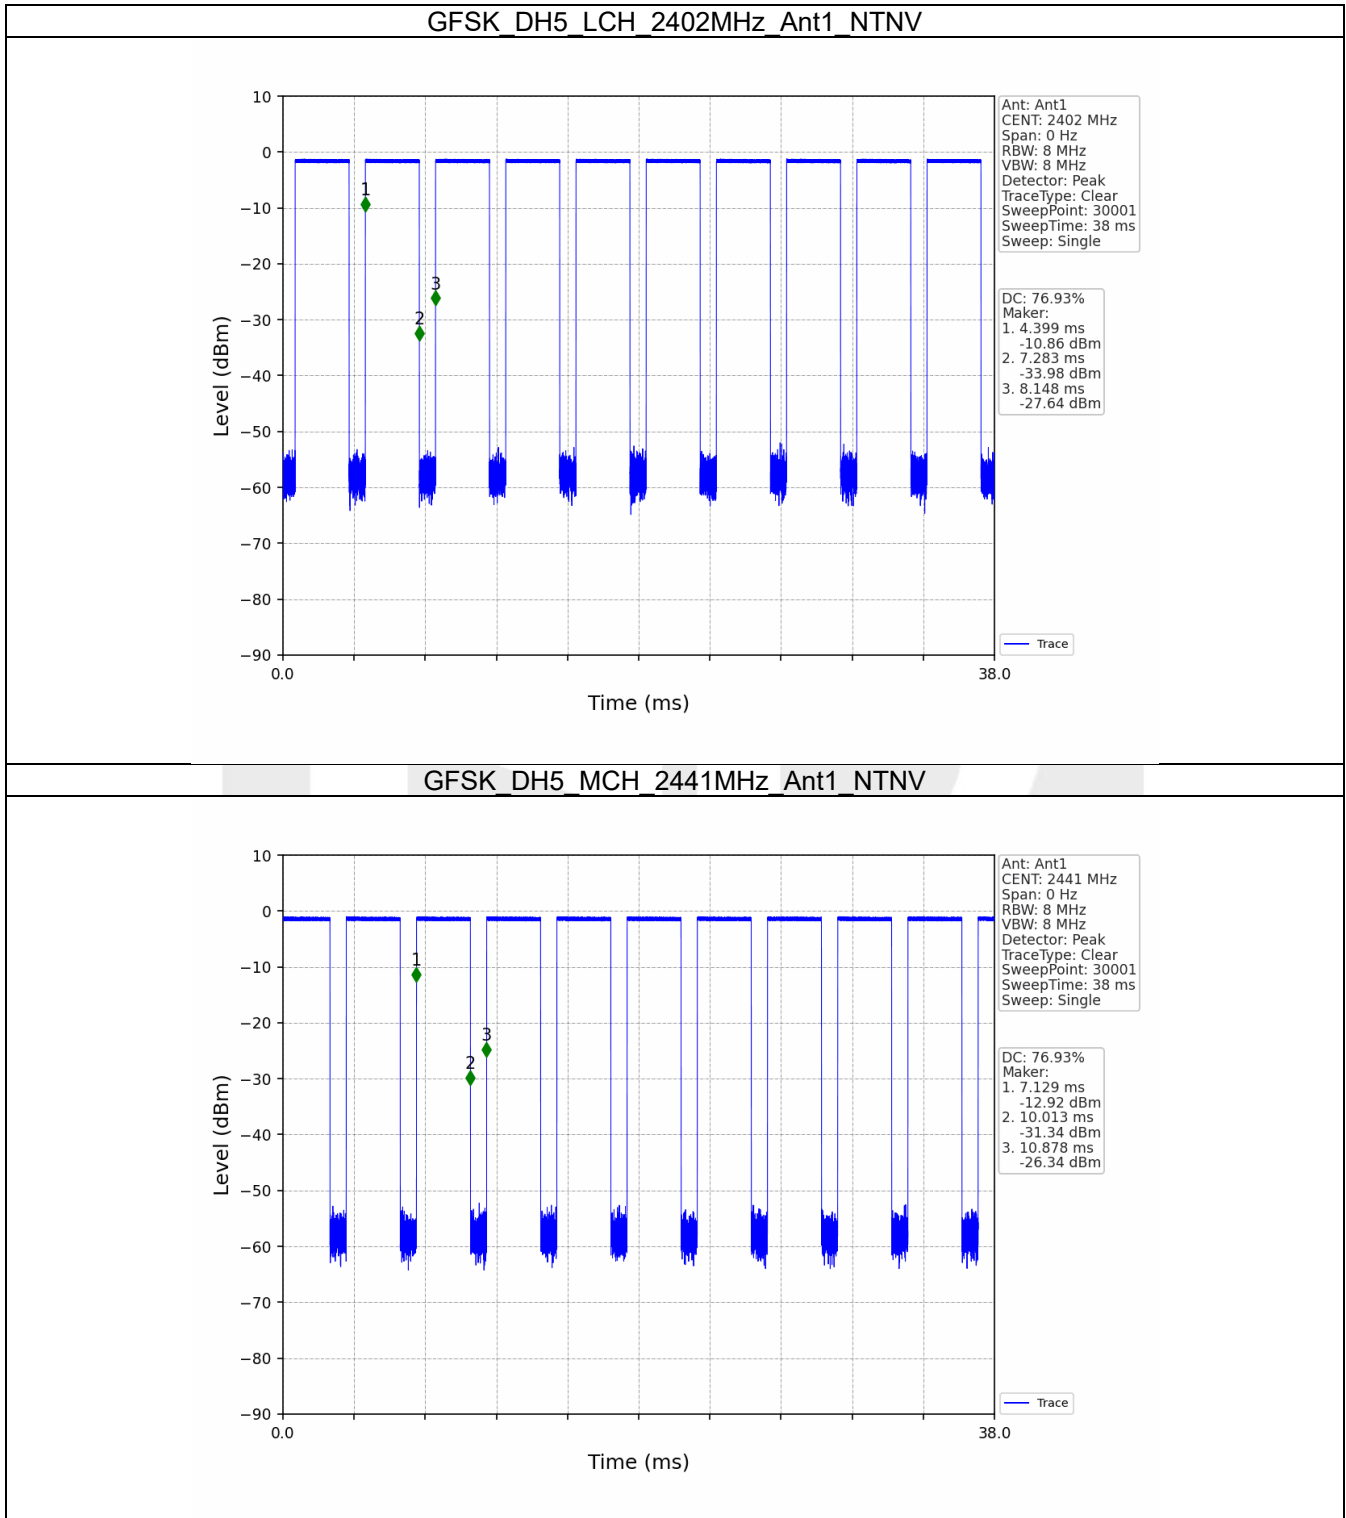 GFSK_DH5_LCH_2402MHz_Ant1_NTNV
10
0
−10
−20
−30
−40
−50
−60
−70
−80
−90
Level (dBm)
1
2
3
0.0
38.0
Time (ms)
Ant: Ant1
CENT: 2402 MHz
Span: 0 Hz
RBW: 8 MHz
VBW: 8 MHz
Detector: Peak
TraceType: Clear
SweepPoint: 30001
SweepTime: 38 ms
Sweep: Single
DC: 76.93%
Maker:
1. 4.399 ms
-10.86 dBm
2. 7.283 ms
-33.98 dBm
3. 8.148 ms
-27.64 dBm
Trace
GFSK_DH5_MCH_2441MHz_Ant1_NTNV
10
0
−10
−20
−30
−40
−50
−60
−70
−80
−90
Level (dBm)
1
2
3
0.0
38.0
Time (ms)
Ant: Ant1
CENT: 2441 MHz
Span: 0 Hz
RBW: 8 MHz
VBW: 8 MHz
Detector: Peak
TraceType: Clear
SweepPoint: 30001
SweepTime: 38 ms
Sweep: Single
DC: 76.93%
Maker:
1. 7.129 ms
-12.92 dBm
2. 10.013 ms
-31.34 dBm
3. 10.878 ms
-26.34 dBm
Trace